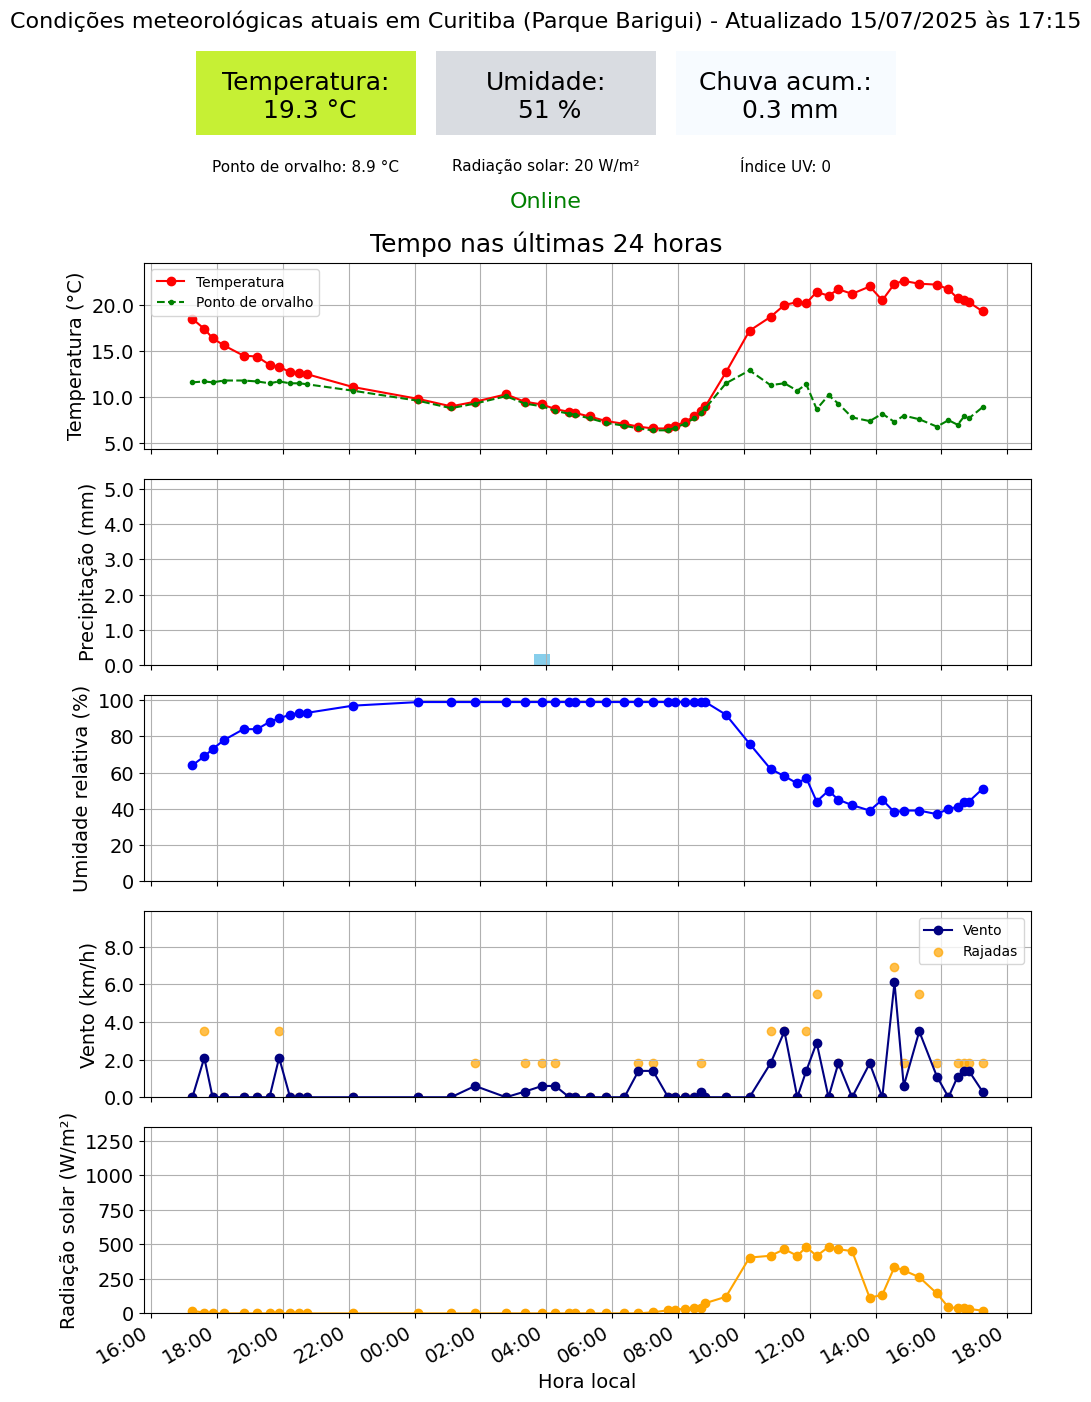 Condições meteorológicas atuais em Curitiba (Parque Barigui) - Atualizado 15/07/2025 às 17:15
Temperatura:
19.3 °C
Umidade:
51 %
Chuva acum.:
0.3 mm
Ponto de orvalho: 8.9 °C
Radiação solar: 20 W/m²
Índice UV: 0
Online
Tempo nas últimas 24 horas
Temperatura (°C)
20.0
15.0
10.0
5.0
Temperatura
Ponto de orvalho
Precipitação (mm)
5.0
4.0
3.0
2.0
1.0
0.0
Umidade relativa (%)
100
80
60
40
20
0
Vento (km/h)
8.0
6.0
4.0
2.0
0.0
Vento
Rajadas
Radiação solar (W/m²)
1250
1000
750
500
250
0
16:00
18:00
20:00
22:00
00:00
02:00
04:00
06:00
08:00
10:00
12:00
14:00
16:00
18:00
Hora local